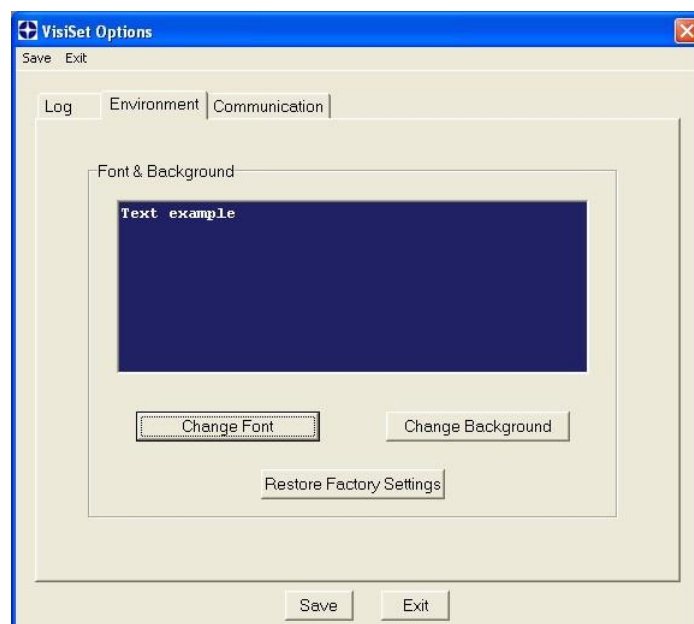 VisiSet Options
Save Exit
Log Environment Communication
Font & Background
Text example
Change Font Change Background
Restore Factory Settings
Save Exit